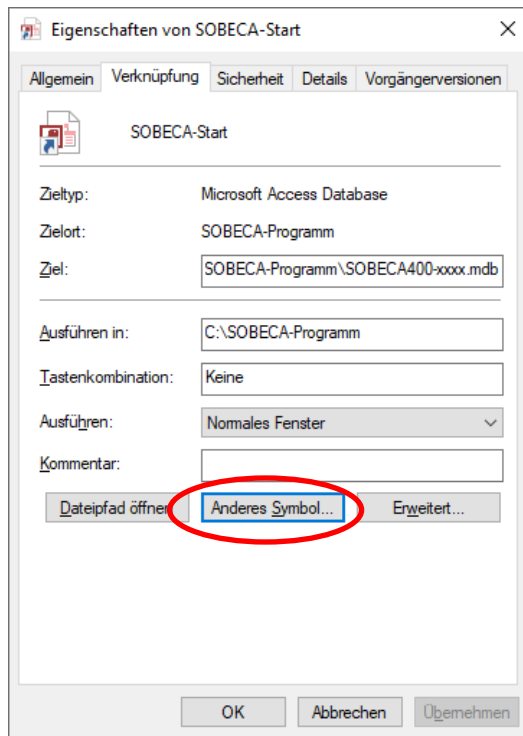 Eigenschaften von SOBECA-Start
Allgemein Verknüpfung Sicherheit Details Vorgängerversionen
SOBECA-Start
Zieltyp: Microsoft Access Database
Zielort: SOBECA-Programm
Ziel: SOBECA-Programm\SOBECA400-xxxx.mdb
Ausführen in: C:\SOBECA-Programm
Tastenkombination: Keine
Ausführen: Normales Fenster
Kommentar:
Dateipfad öffnen Anderes Symbol... Erweitert...
OK Abbrechen Übernehmen